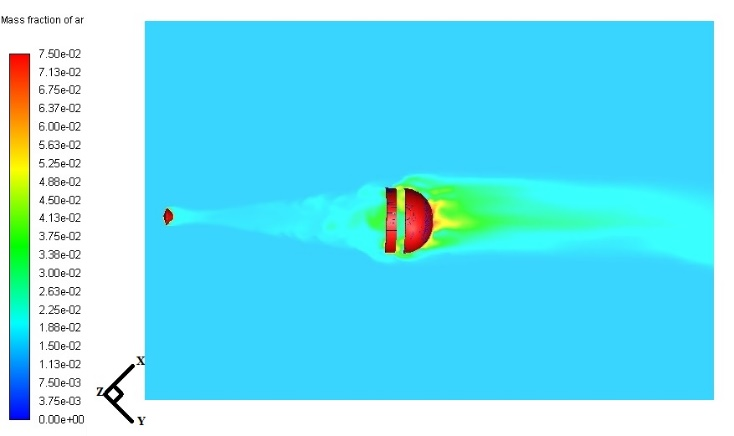 Mass fraction of ar
7.50e-02
7.13e-02
6.75e-02
6.37e-02
6.00e-02
5.63e-02
5.25e-02
4.88e-02
4.50e-02
4.13e-02
3.75e-02
3.38e-02
3.00e-02
2.63e-02
2.25e-02
1.88e-02
1.50e-02
1.13e-02
7.50e-03
3.75e-03
0.00e+00
X
Z
Y